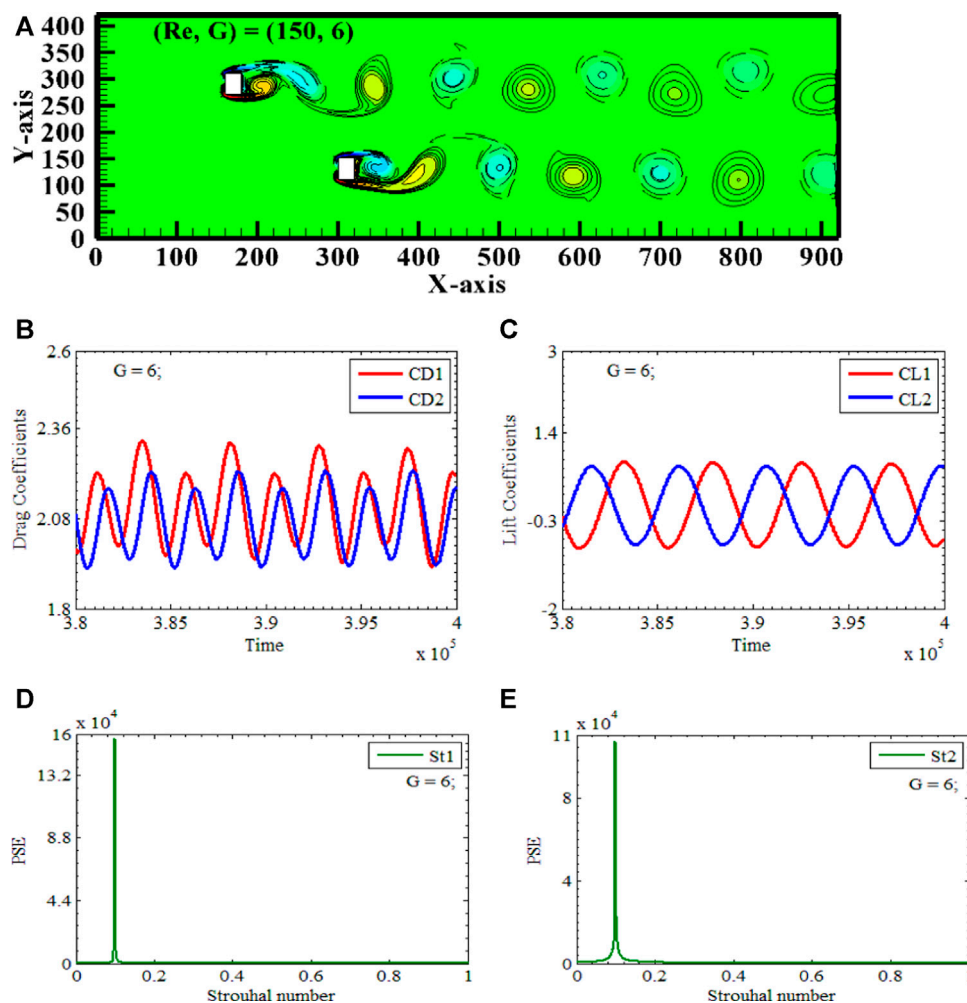 A
(Re, G) = (150, 6)
Y-axis
400
350
300
250
200
150
100
50
0
0 100 200 300 400 500 600 700 800 900
X-axis
B
G = 6;
CD1
CD2
Drag Coefficients
2.6
2.36
2.08
1.8
3.8 3.85 3.9 3.95 4
Time
x 10^5
C
G = 6;
CL1
CL2
Lift Coefficients
3
1.4
-0.3
-2
3.8 3.85 3.9 3.95 4
Time
x 10^5
D
x 10^4
St1
G = 6;
PSE
16
13.2
8.8
4.4
0
0 0.2 0.4 0.6 0.8 1
Strouhal number
E
x 10^4
St2
G = 6;
PSE
11
8
4
0
0 0.2 0.4 0.6 0.8
Strouhal number